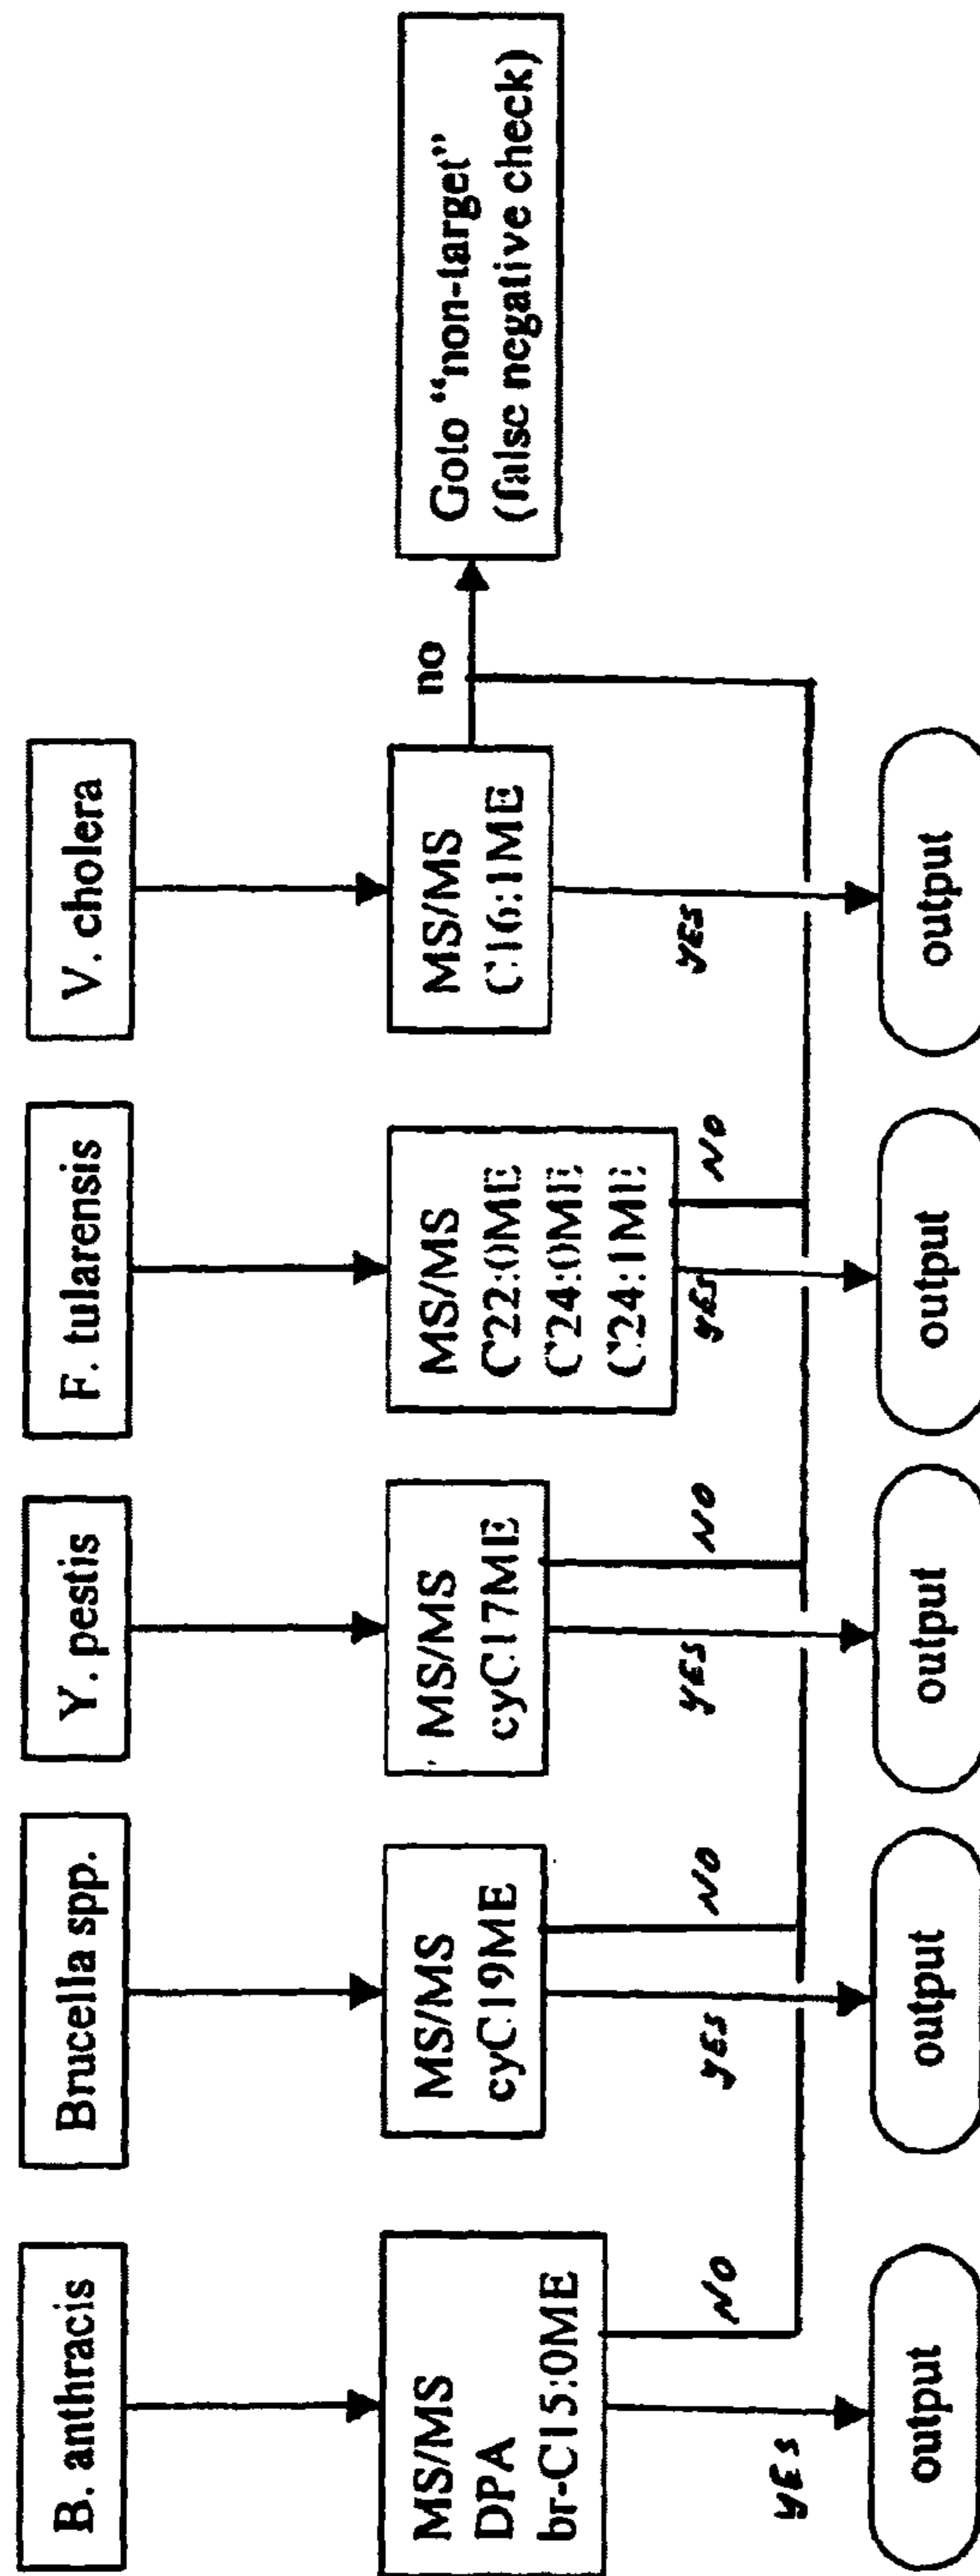 B. anthracis
Brucella spp.
Y. pestis
F. tularensis
V. cholera
MS/MS
DPA
br-C15:0ME
MS/MS
cyC19ME
MS/MS
cyC17ME
MS/MS
C22:0ME
C24:0ME
C24:1ME
MS/MS
C16:1ME
no
Goto “non-target”
(false negative check)
YES
NO
YES
NO
YES
NO
YES
NO
YES
output
output
output
output
output